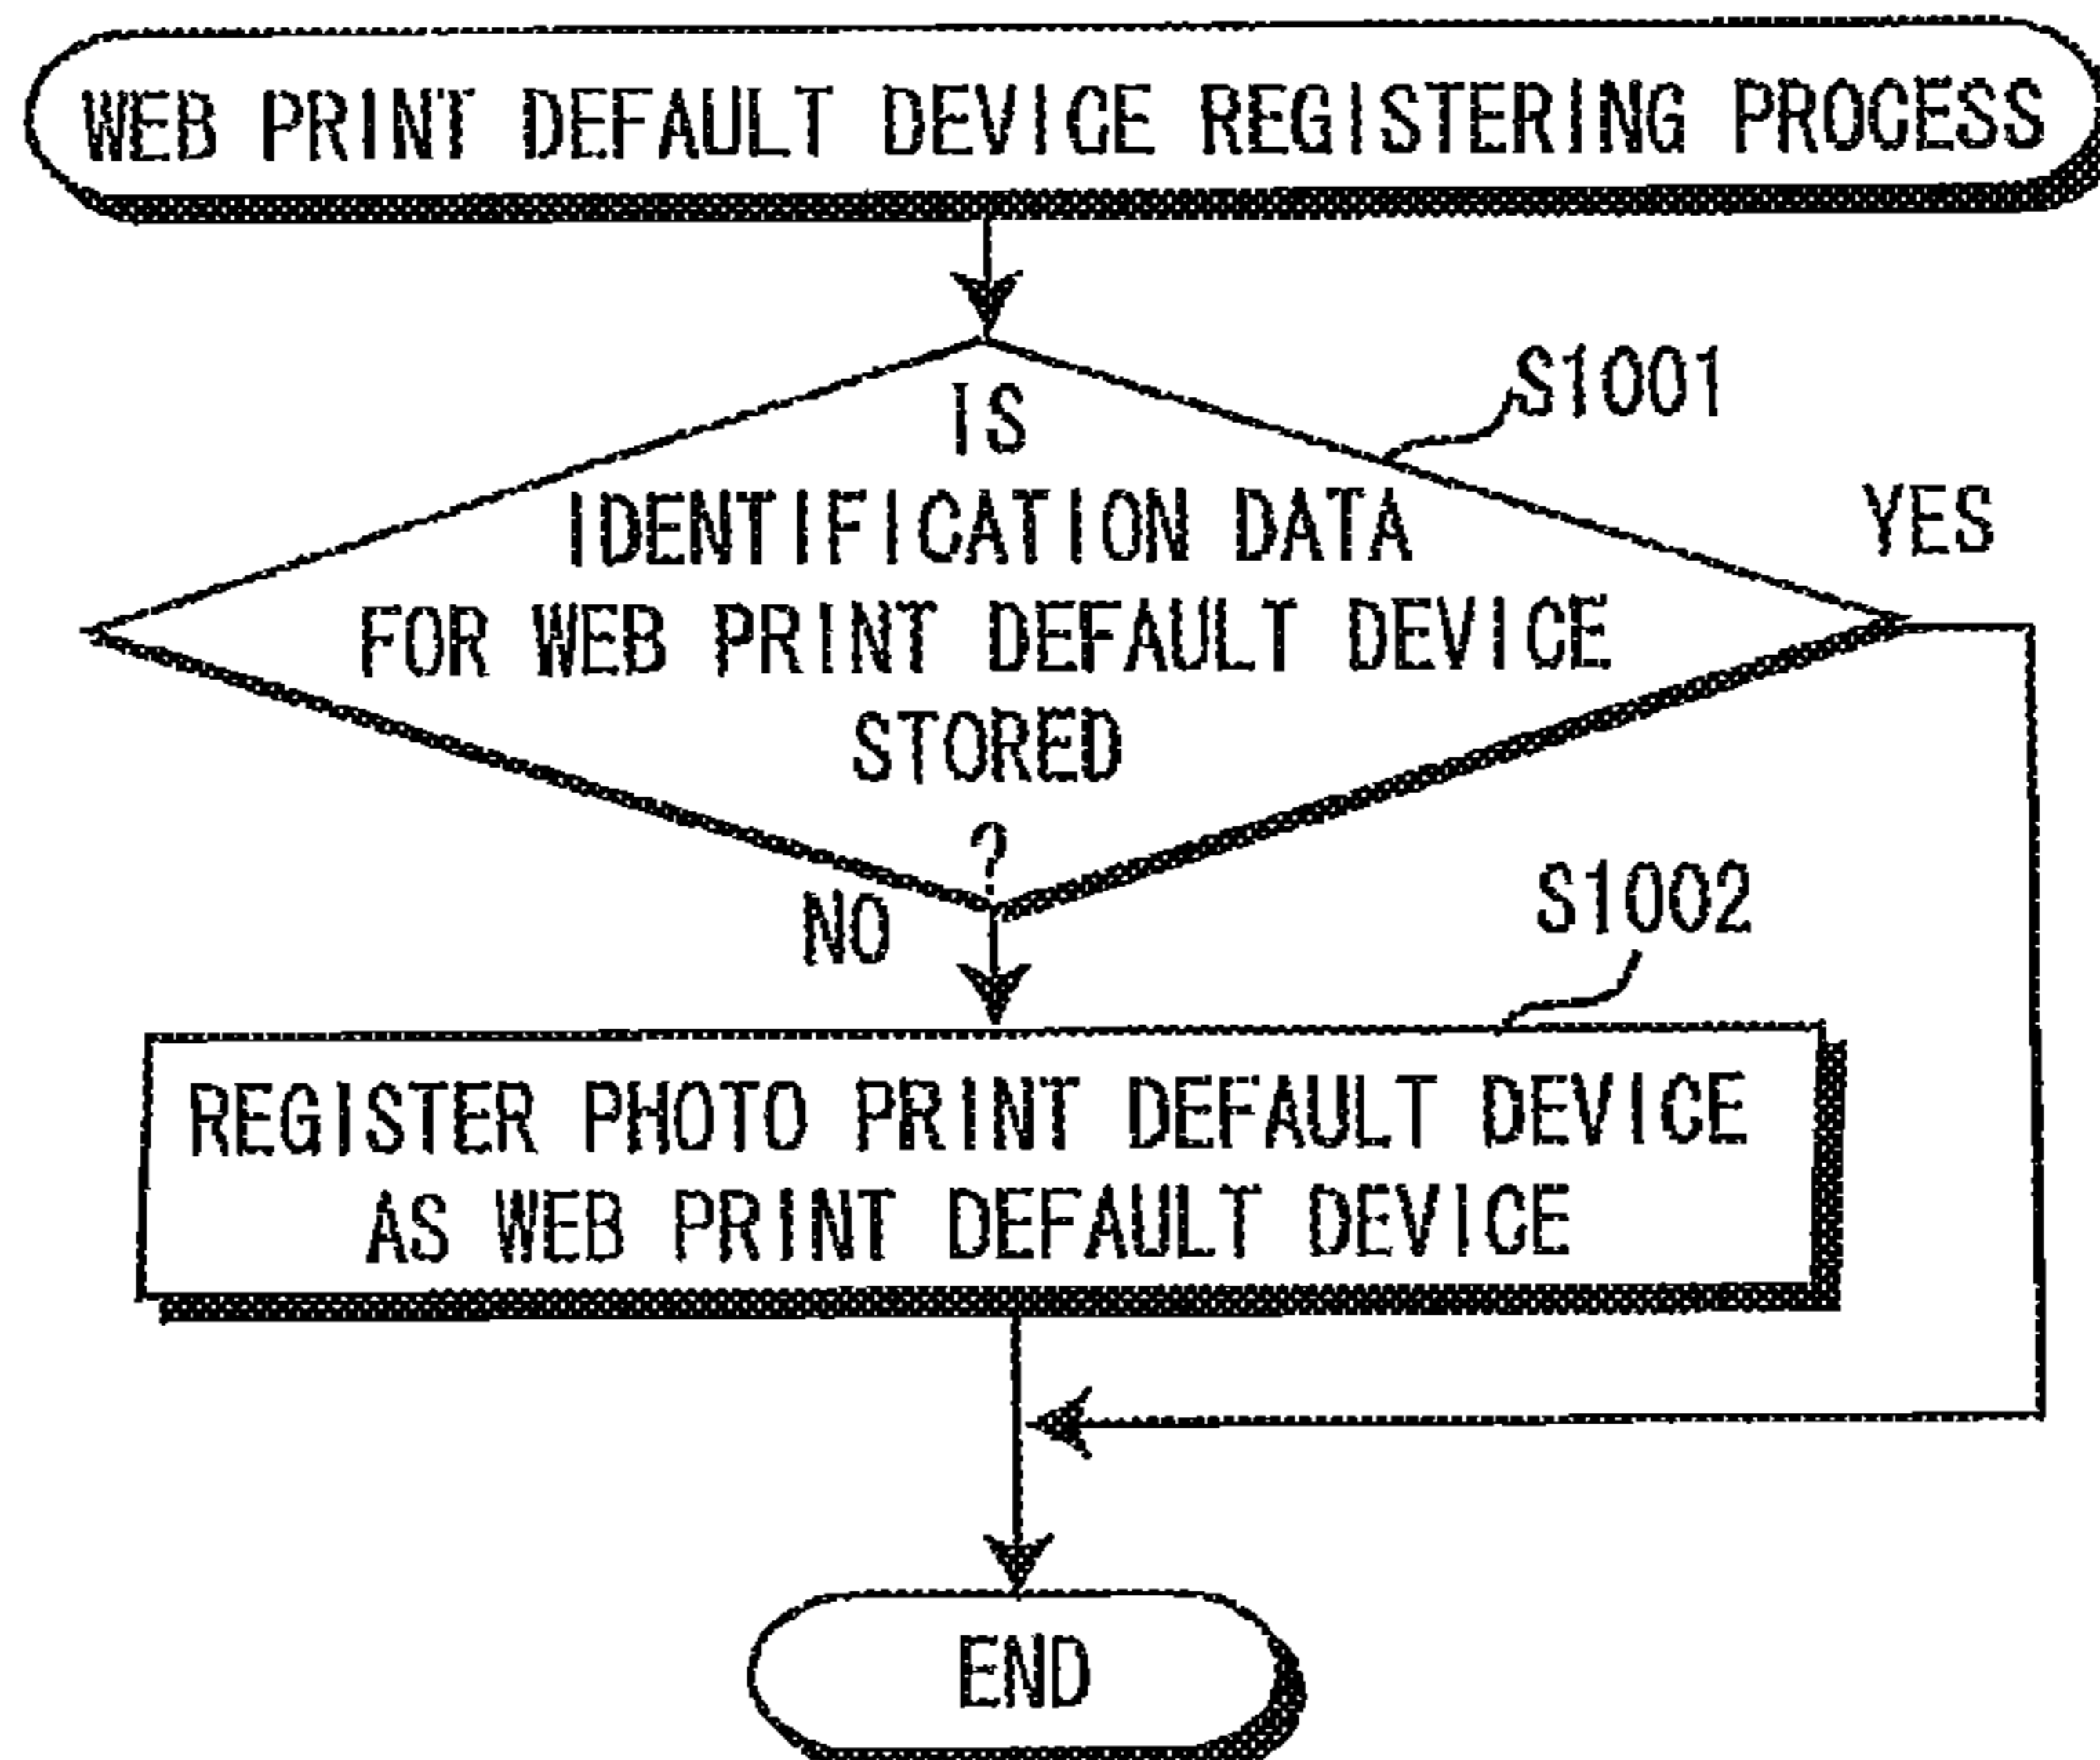 WEB PRINT DEFAULT DEVICE REGISTERING PROCESS
S1001
IS
IDENTIFICATION DATA
FOR WEB PRINT DEFAULT DEVICE
STORED
?
YES
NO
S1002
REGISTER PHOTO PRINT DEFAULT DEVICE
AS WEB PRINT DEFAULT DEVICE
END